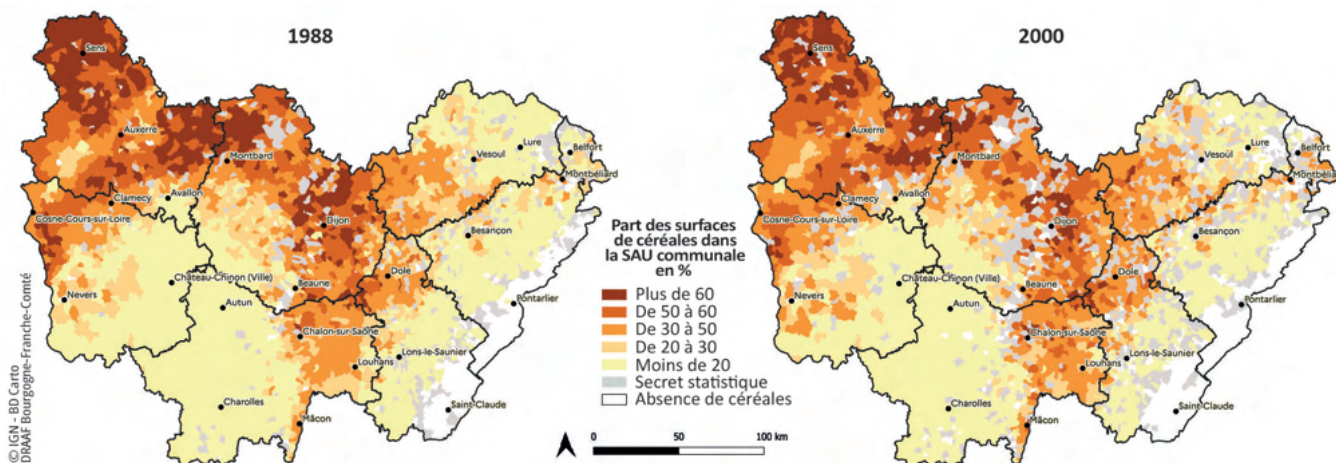 1988
2000
Sens
Auxerre
Montbard
Avallon
Clamecy
Cosne-Cours-sur-Loire
Château-Chinon (Ville)
Nevers
Autun
Charolles
Mâcon
Chalon-sur-Saône
Louhans
Lons-le-Saunier
Saint-Claude
Pontarlier
Dole
Beaune
Dijon
Besançon
Vesoul
Lure
Belfort
Montbéliard
Part des surfaces
de céréales dans
la SAU communale
en %
Plus de 60
De 50 à 60
De 30 à 50
De 20 à 30
Moins de 20
Secret statistique
Absence de céréales
0 50 100 km
Sens
Auxerre
Montbard
Avallon
Clamecy
Cosne-Cours-sur-Loire
Château-Chinon (Ville)
Nevers
Autun
Charolles
Mâcon
Chalon-sur-Saône
Louhans
Lons-le-Saunier
Saint-Claude
Pontarlier
Dole
Beaune
Dijon
Besançon
Vesoul
Lure
Belfort
Montbéliard
© IGN - BD Carto
DRAAF Bourgogne-Franche-Comté